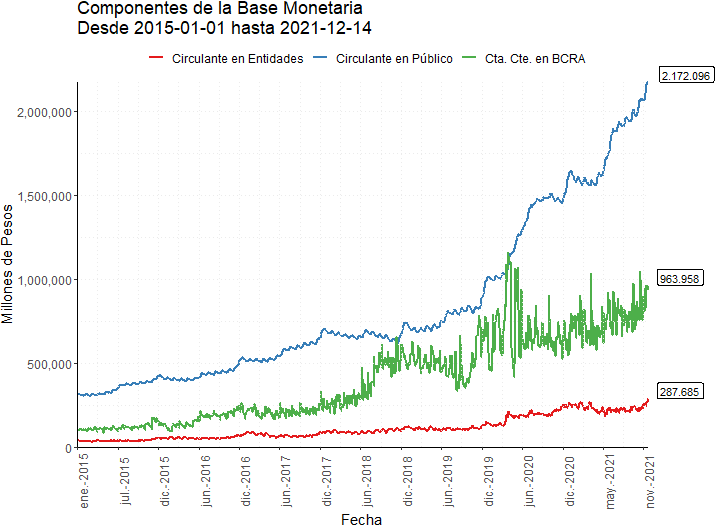 Componentes de la Base Monetaria
Desde 2015-01-01 hasta 2021-12-14
Circulante en Entidades Circulante en Público Cta. Cte. en BCRA
2.172.096
2,000,000
1,500,000
1,000,000
963.958
500,000
287.685
0
Millones de Pesos
ene.-2015 jul.-2015 dic.-2015 jun.-2016 dic.-2016 jun.-2017 dic.-2017 jun.-2018 dic.-2018 jun.-2019 dic.-2019 jun.-2020 dic.-2020 may.-2021 nov.-2021
Fecha